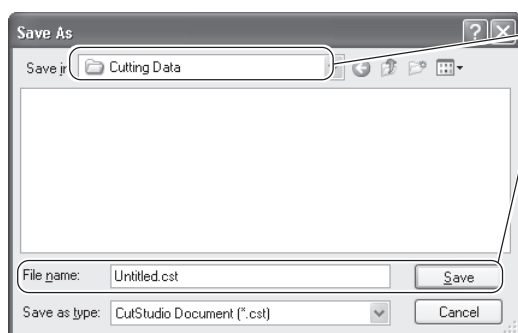 Save As
Save in Cutting Data
File name: Untitled.cst Save
Save as type: CutStudio Document (*.cst) Cancel